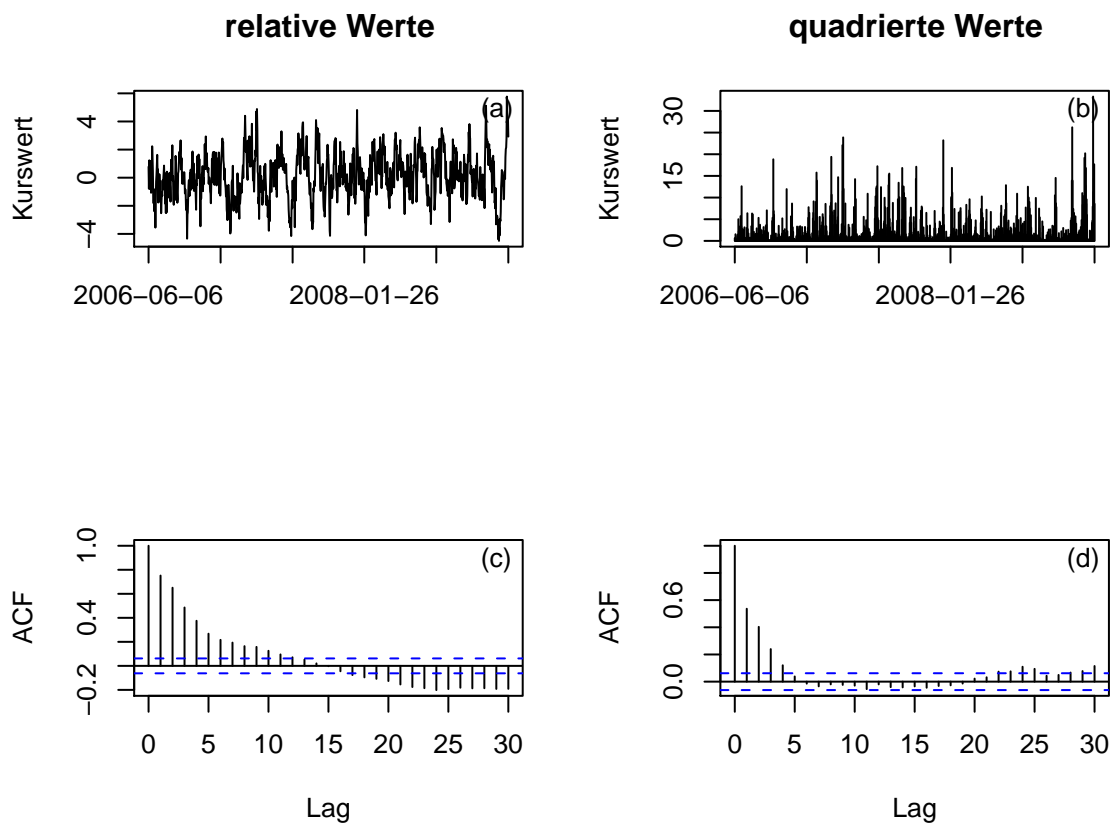 relative Werte
Kurswert
4
0
−4
(a)
2006−06−06 2008−01−26
quadrierte Werte
Kurswert
30
15
0
(b)
2006−06−06 2008−01−26
ACF
1.0
0.4
−0.2
(c)
0 5 10 15 20 25 30
Lag
ACF
0.6
0.0
(d)
0 5 10 15 20 25 30
Lag